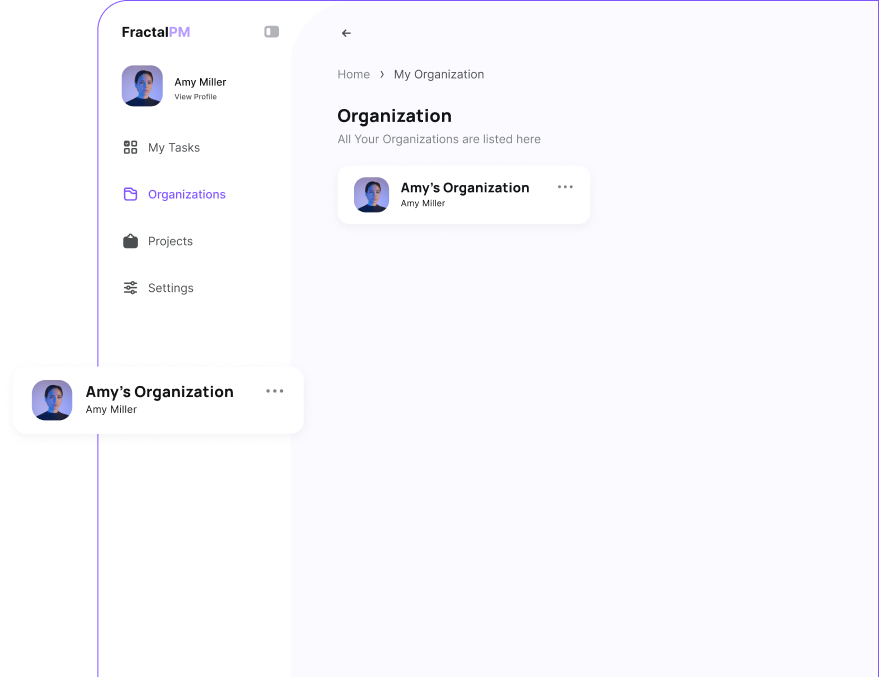 FractalPM
Amy Miller
View Profile
My Tasks
Organizations
Projects
Settings
Home › My Organization
Organization
All Your Organizations are listed here
Amy's Organization
Amy Miller
Amy's Organization
Amy Miller